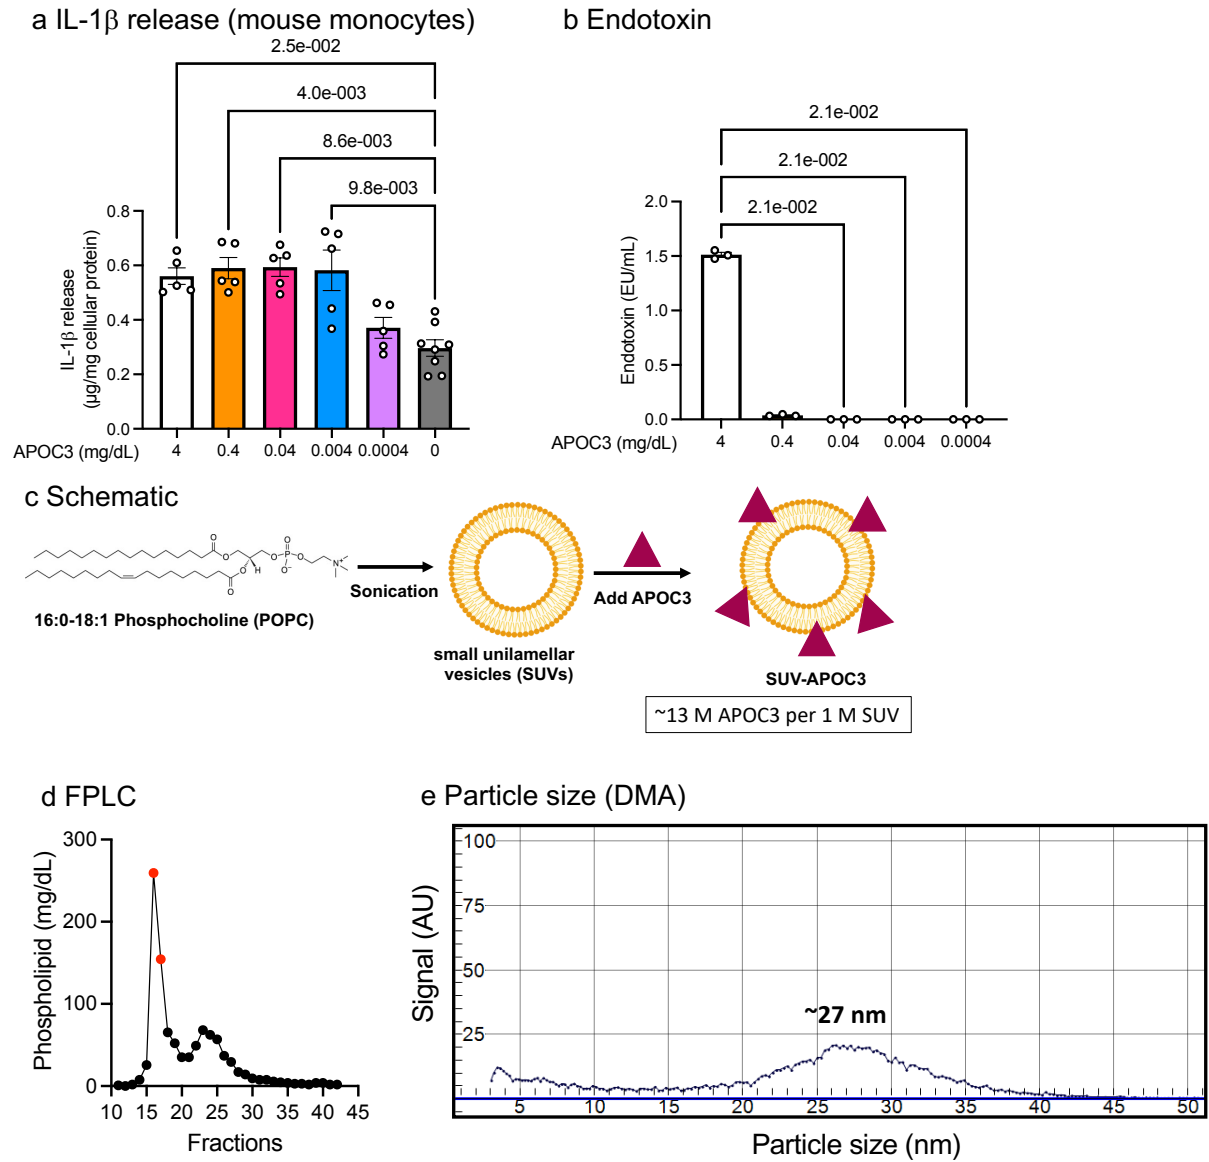 a IL-1β release (mouse monocytes)
2.5e-002
4.0e-003
8.6e-003
9.8e-003
IL-1β release
(µg/mg cellular protein)
0.8
0.6
0.4
0.2
0.0
APOC3 (mg/dL)
4 0.4 0.04 0.004 0.0004 0
b Endotoxin
2.1e-002
2.1e-002
2.1e-002
Endotoxin (EU/mL)
2.0
1.5
1.0
0.5
0.0
APOC3 (mg/dL)
4 0.4 0.04 0.004 0.0004
c Schematic
O
O
O
O
H
O
P
O
O⁻
O
N⁺
16:0-18:1 Phosphocholine (POPC)
Sonication
small unilamellar
vesicles (SUVs)
Add APOC3
SUV-APOC3
~13 M APOC3 per 1 M SUV
d FPLC
Phospholipid (mg/dL)
300
200
100
0
10 15 20 25 30 35 40 45
Fractions
e Particle size (DMA)
Signal (AU)
100
75
50
25
~27 nm
5 10 15 20 25 30 35 40 45 50
Particle size (nm)